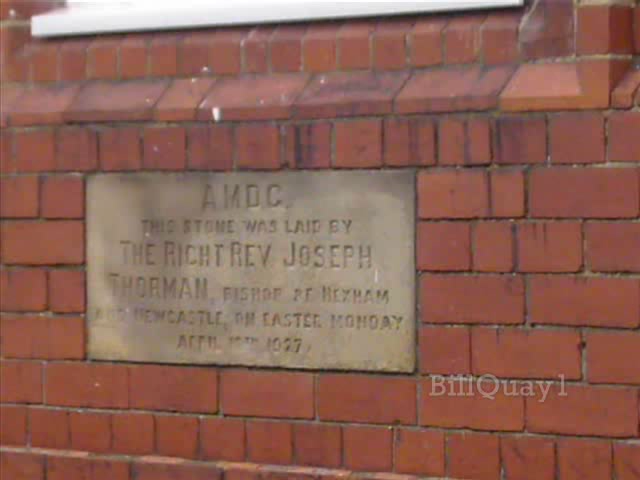 A.M.D.G.
THIS STONE WAS LAID BY
THE RIGHT REV JOSEPH
THORMAN, BISHOP OF HEXHAM
AND NEWCASTLE, ON EASTER MONDAY
APRIL 18TH 1927
BillQuay1